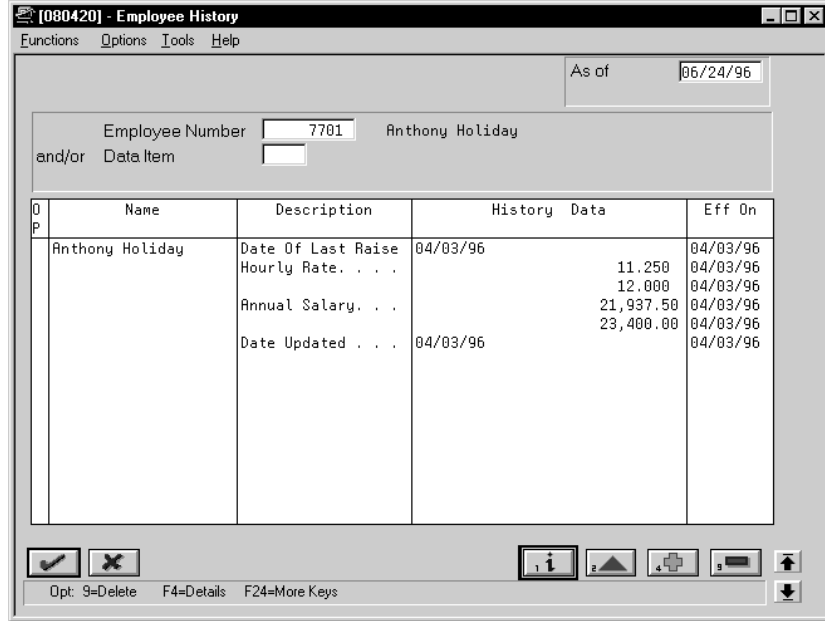 [080420] - Employee History
Functions Options Tools Help
As of 06/24/96
Employee Number 7701 Anthony Holiday
and/or Data Item
O P Name Description History Data Eff On
Anthony Holiday Date Of Last Raise 04/03/96 04/03/96
Hourly Rate. . . . 11.250 04/03/96
12.000 04/03/96
Annual Salary. . . 21,937.50 04/03/96
23,400.00 04/03/96
Date Updated . . . 04/03/96 04/03/96
1 i 2 4 9
Opt: 9=Delete F4=Details F24=More Keys